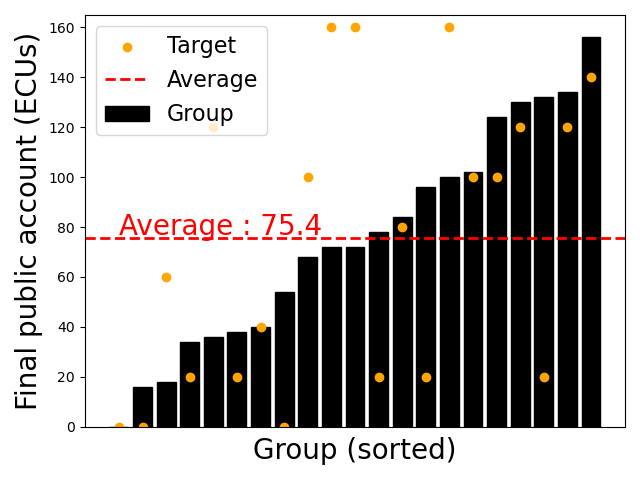 Final public account (ECUs)
160
140
120
100
80
60
40
20
0
Target
Average
Group
Average : 75.4
Group (sorted)